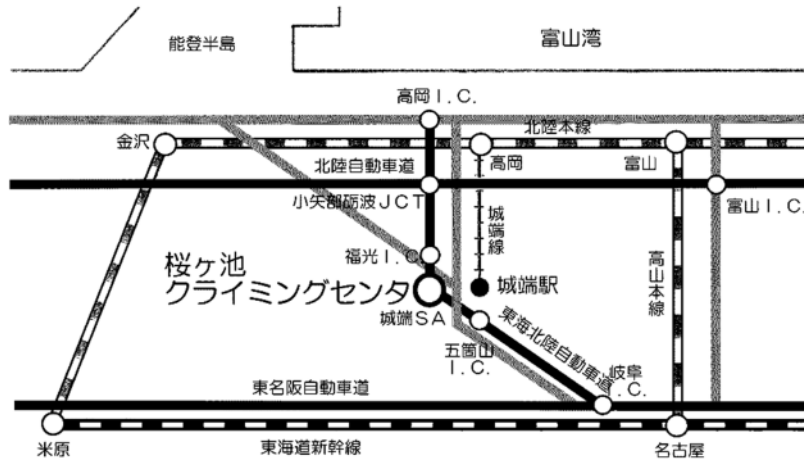 能登半島
富山湾
高岡I.C.
金沢
北陸本線
高岡
富山
北陸自動車道
小矢部砺波JCT
城端線
富山I.C.
福光I.C
高山本線
桜ヶ池
クライミングセンタ
城端駅
城端SA
五箇山
I.C.
東海北陸自動車道
岐阜
I.C.
東名阪自動車道
米原
東海道新幹線
名古屋